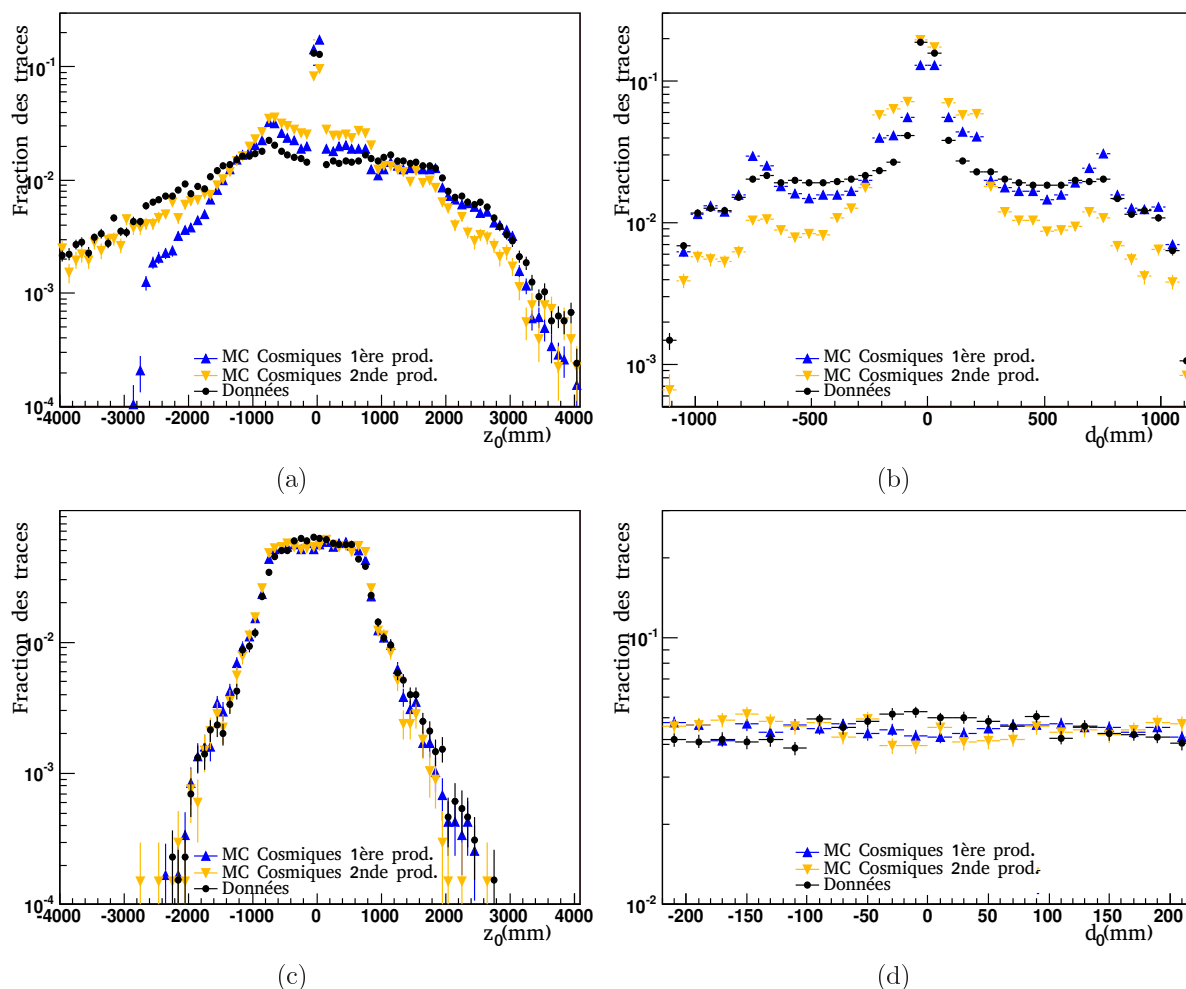 Fraction des traces
10⁻¹
10⁻²
10⁻³
10⁻⁴
MC Cosmiques 1ère prod.
MC Cosmiques 2nde prod.
Données
-4000 -3000 -2000 -1000 0 1000 2000 3000 4000
z₀(mm)
(a)
Fraction des traces
10⁻¹
10⁻²
10⁻³
MC Cosmiques 1ère prod.
MC Cosmiques 2nde prod.
Données
-1000 -500 0 500 1000
d₀(mm)
(b)
Fraction des traces
10⁻²
10⁻³
10⁻⁴
MC Cosmiques 1ère prod.
MC Cosmiques 2nde prod.
Données
-4000 -3000 -2000 -1000 0 1000 2000 3000 4000
z₀(mm)
(c)
Fraction des traces
10⁻¹
10⁻²
MC Cosmiques 1ère prod.
MC Cosmiques 2nde prod.
Données
-200 -150 -100 -50 0 50 100 150 200
d₀(mm)
(d)